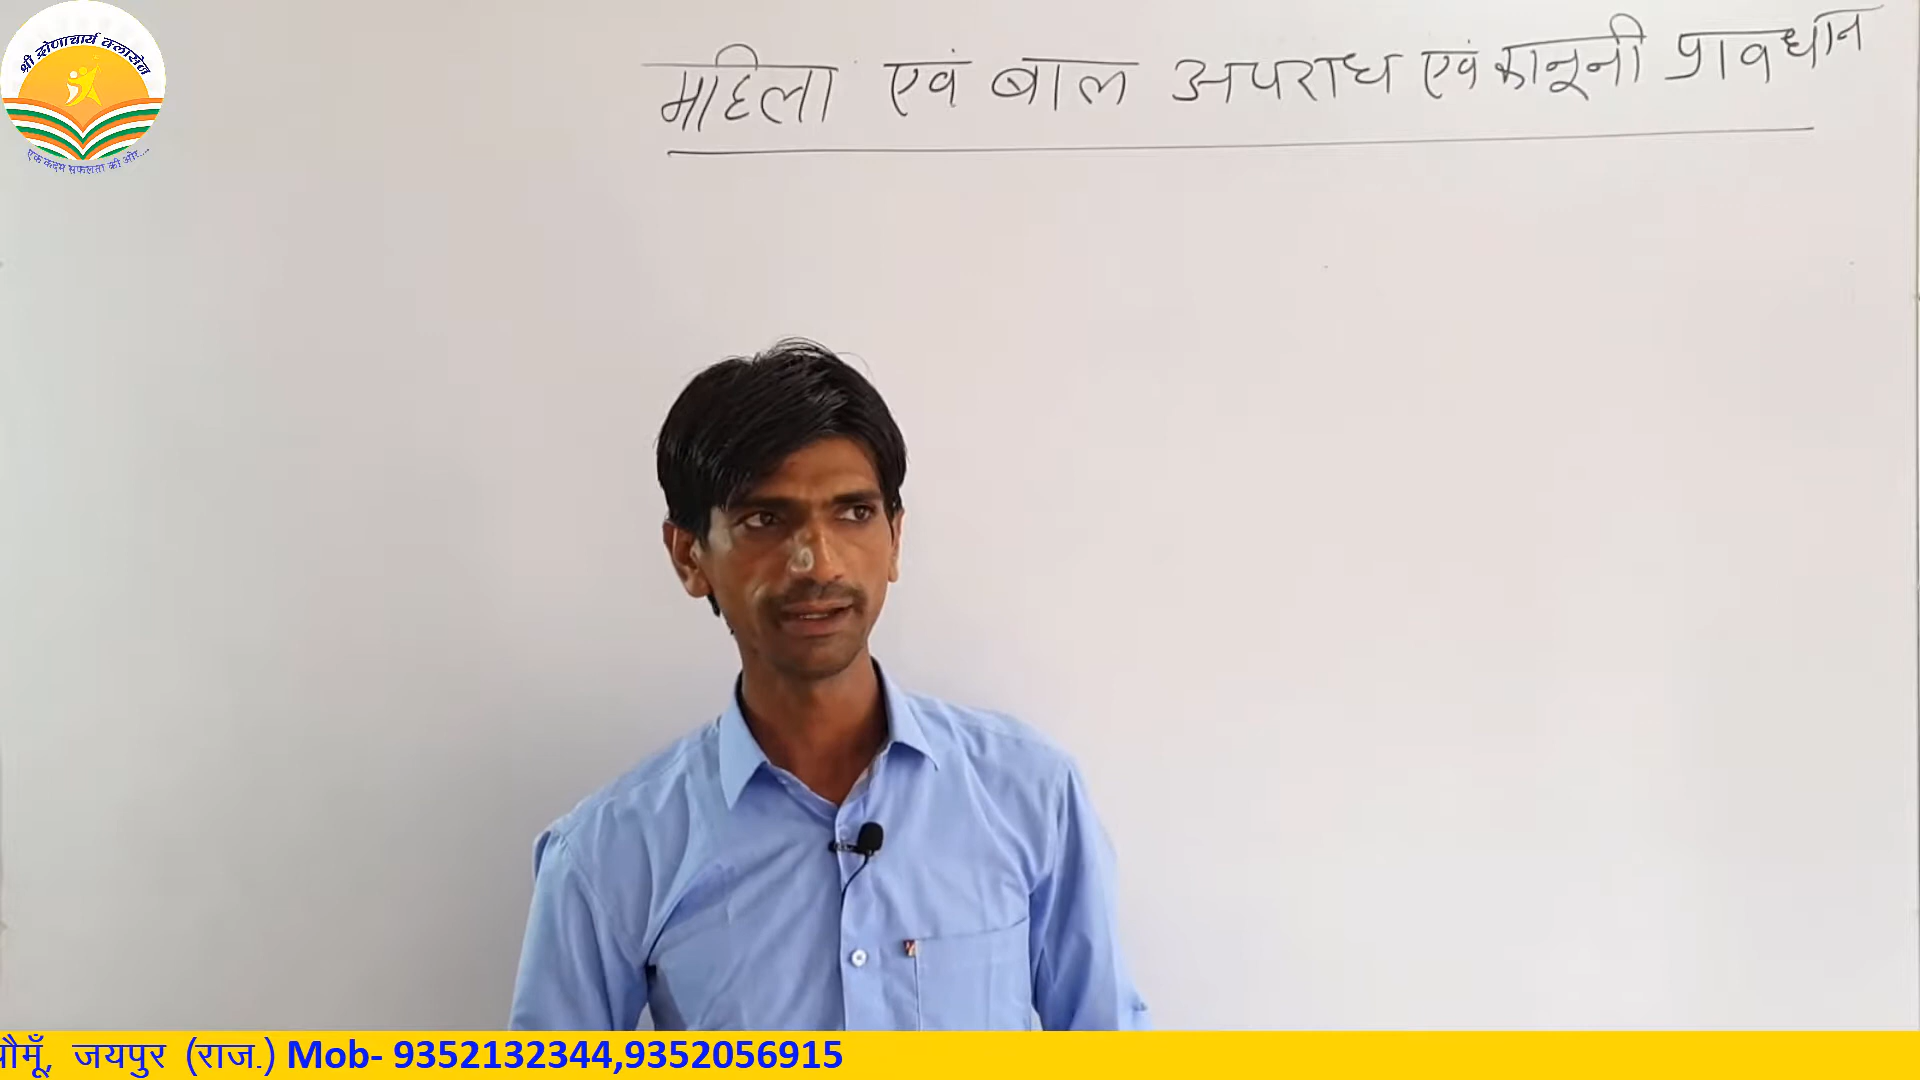 श्री द्रोणाचार्य क्लासेज
एक कदम सफलता की ओर....
महिला एवं बाल अपराध एवं कानूनी प्रावधान
जयपुर (राज.) Mob- 9352132344,9352056915